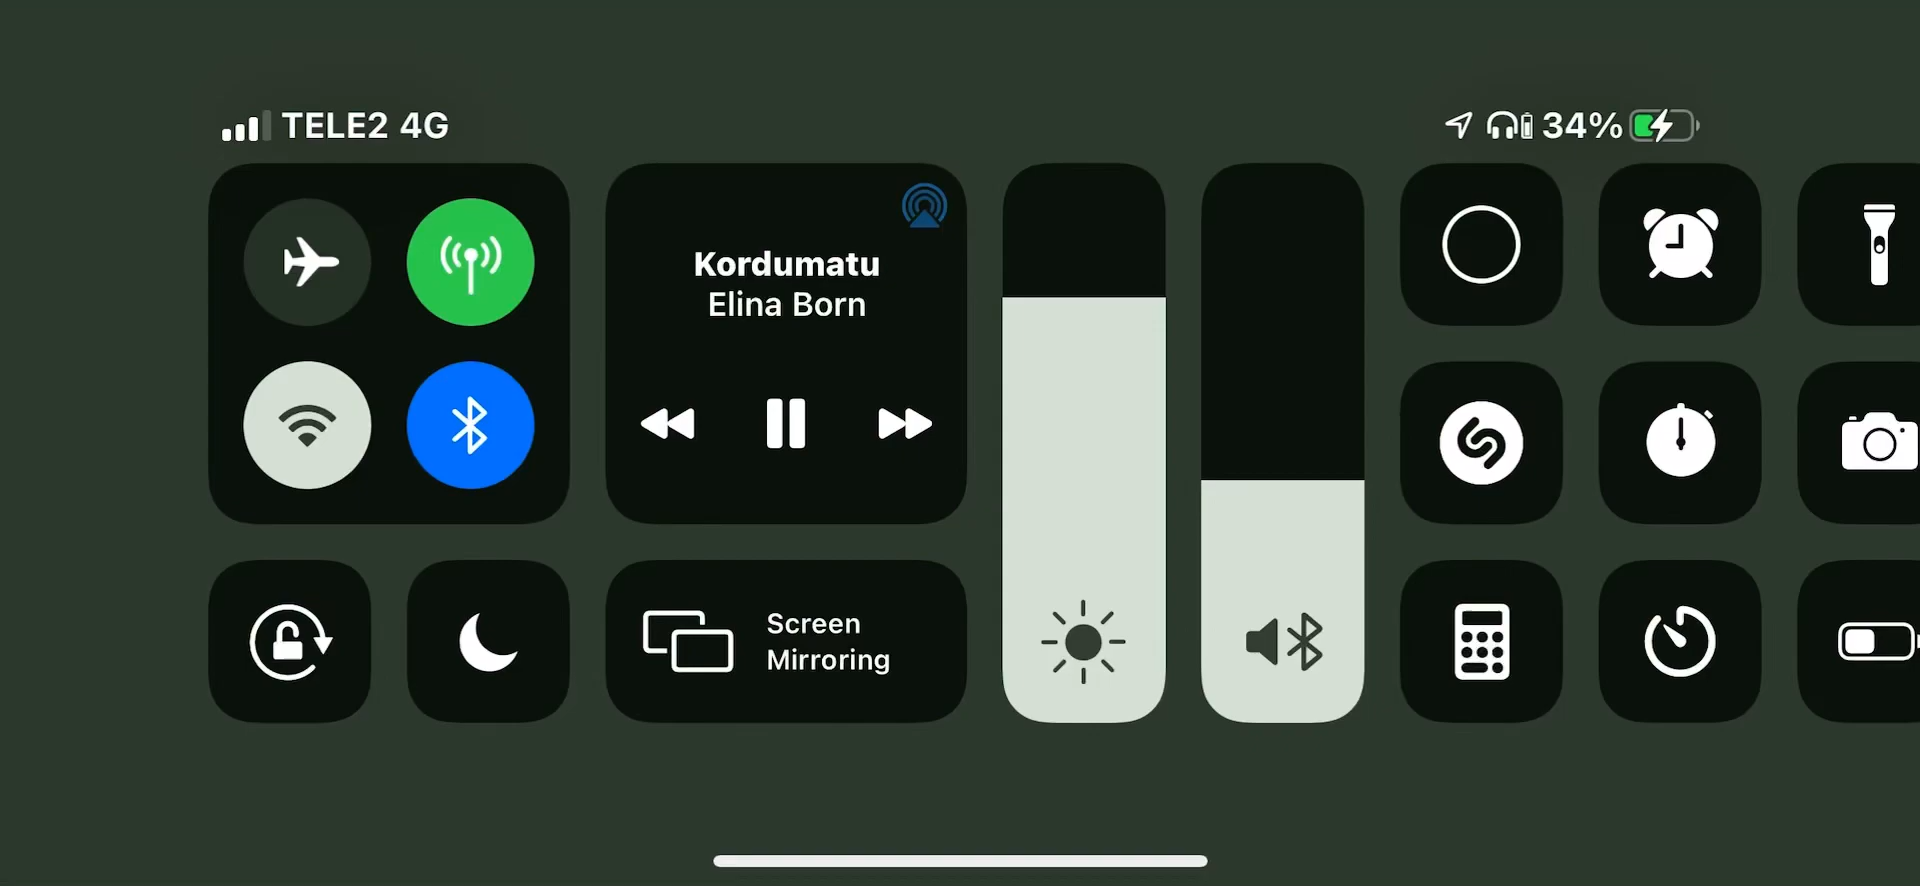 TELE2 4G
34%
Kordumatu
Elina Born
Screen
Mirroring